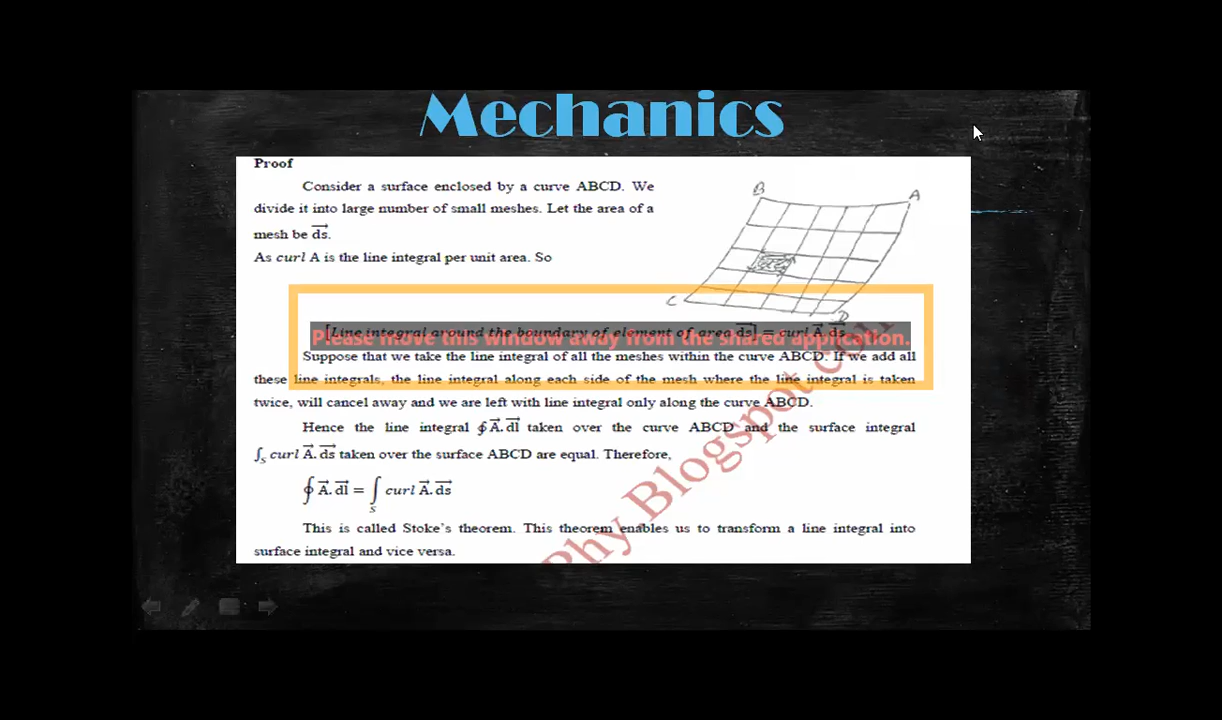 Mechanics
Proof
Consider a surface enclosed by a curve ABCD. We
divide it into large number of small meshes. Let the area of a
mesh be d⃗s⃗.
As curl A is the line integral per unit area. So
B
A
C
D
[Line integral around the boundary of element of area d⃗s⃗] = curl A⃗.d⃗s⃗
Please move this window away from the shared application.
Suppose that we take the line integral of all the meshes within the curve ABCD. If we add all
these line integrals, the line integral along each side of the mesh where the line integral is taken
twice, will cancel away and we are left with line integral only along the curve ABCD.
Hence the line integral ∮A⃗.d⃗l⃗ taken over the curve ABCD and the surface integral
∫ₛ curl A⃗.d⃗s⃗ taken over the surface ABCD are equal. Therefore,
∮ A⃗.d⃗l⃗ = ∫ₛ curl A⃗.d⃗s⃗
This is called Stoke's theorem. This theorem enables us to transform a line integral into
surface integral and vice versa.
Phy Blogspot com